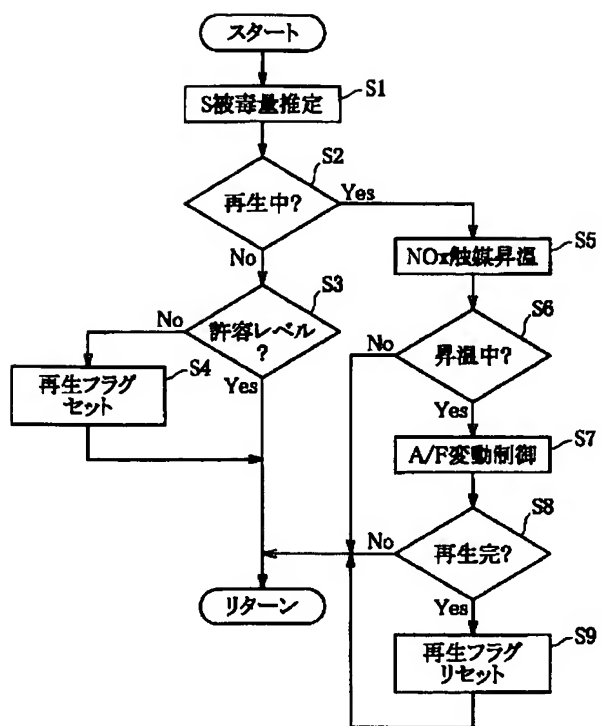 スタート
S1
S被毒量推定
S2
再生中?
Yes
No
S5
NOx触媒昇温
S3
許容レベル
?
No
Yes
S4
再生フラグ
セット
S6
昇温中?
No
Yes
S7
A/F変動制御
S8
再生完?
No
Yes
リターン
S9
再生フラグ
リセット